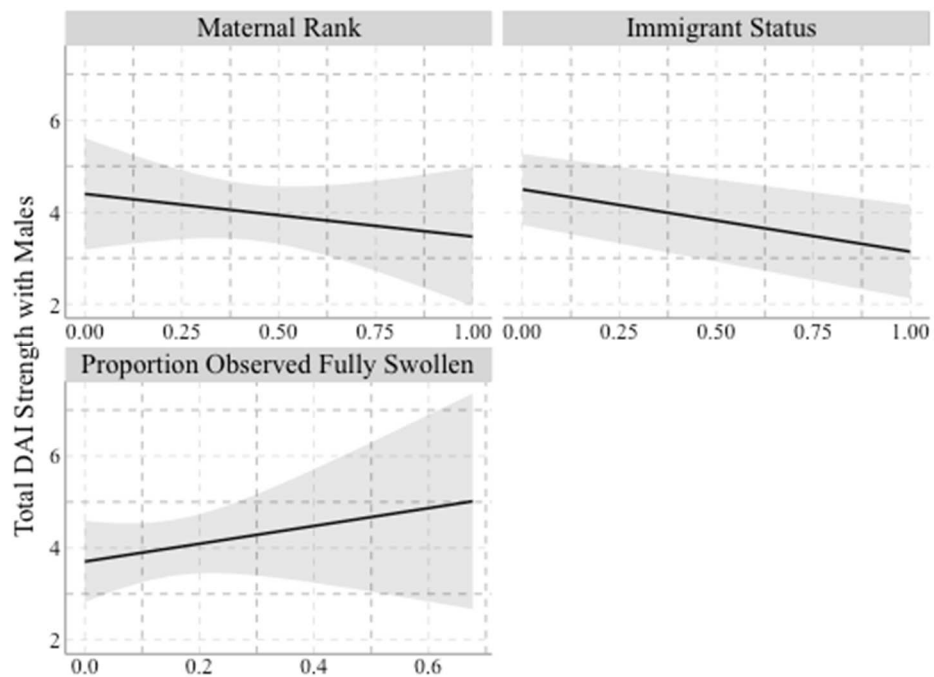 Maternal Rank
Immigrant Status
Total DAI Strength with Males
6
4
2
0.00 0.25 0.50 0.75 1.00
0.00 0.25 0.50 0.75 1.00
Proportion Observed Fully Swollen
6
4
2
0.0 0.2 0.4 0.6